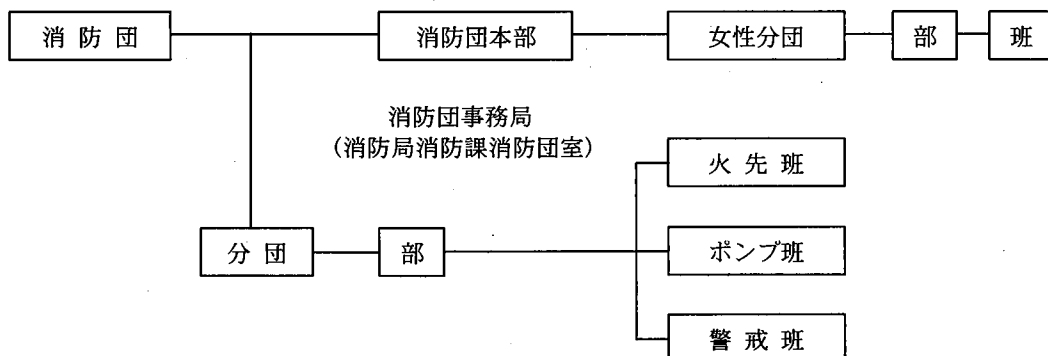 消防団
消防団本部
女性分団
部
班
消防団事務局
(消防局消防課消防団室)
火先班
分団
部
ポンプ班
警戒班